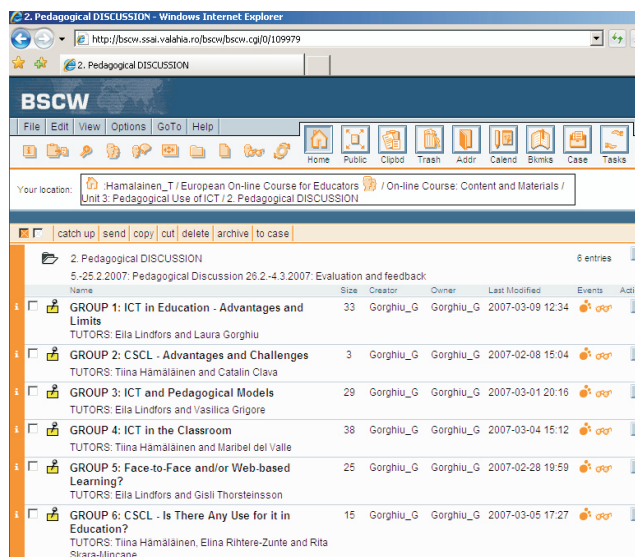 2. Pedagogical DISCUSSION - Windows Internet Explorer
http://bscw.ssai.valahia.ro/bscw/bscw.cgi/0/109979
2. Pedagogical DISCUSSION
BSCW
File Edit View Options GoTo Help
Home Public Clipbd Trash Addr Calend Bkmks Case Tasks
Your location: :Hamalainen_T / European On-line Course for Educators / On-line Course: Content and Materials /
Unit 3: Pedagogical Use of ICT / 2. Pedagogical DISCUSSION
catch up send copy cut delete archive to case
2. Pedagogical DISCUSSION 6 entries
5.-25.2.2007: Pedagogical Discussion 26.2.-4.3.2007: Evaluation and feedback
Name Size Creator Owner Last Modified Events Acti
GROUP 1: ICT in Education - Advantages and 33 Gorghiu_G Gorghiu_G 2007-03-09 12:34
Limits
TUTORS: Eila Lindfors and Laura Gorghiu
GROUP 2: CSCL - Advantages and Challenges 3 Gorghiu_G Gorghiu_G 2007-02-08 15:04
TUTORS: Tiina Hämäläinen and Catalin Clava
GROUP 3: ICT and Pedagogical Models 29 Gorghiu_G Gorghiu_G 2007-03-01 20:16
TUTORS: Eila Lindfors and Vasilica Grigore
GROUP 4: ICT in the Classroom 38 Gorghiu_G Gorghiu_G 2007-03-04 15:12
TUTORS: Tiina Hämäläinen and Maribel del Valle
GROUP 5: Face-to-Face and/or Web-based 25 Gorghiu_G Gorghiu_G 2007-02-28 19:59
Learning?
TUTORS: Eila Lindfors and Gisli Thorsteinsson
GROUP 6: CSCL - Is There Any Use for it in 15 Gorghiu_G Gorghiu_G 2007-03-05 17:27
Education?
TUTORS: Tiina Hämäläinen, Elina Rihtere-Zunte and Rita
Skara-Mincane